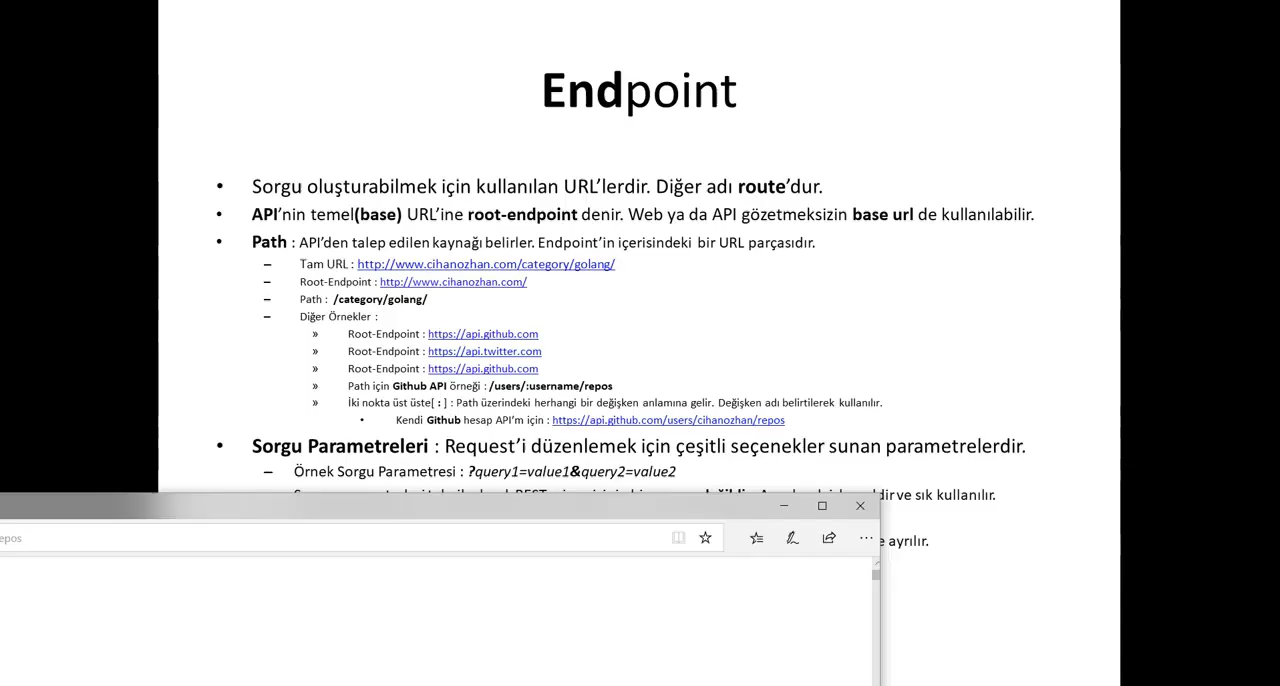 Endpoint
• Sorgu oluşturabilmek için kullanılan URL’lerdir. Diğer adı route’dur.
• API’nin temel(base) URL’ine root-endpoint denir. Web ya da API gözetmeksizin base url de kullanılabilir.
• Path : API’den talep edilen kaynağı belirler. Endpoint’in içerisindeki bir URL parçasıdır.
– Tam URL : http://www.cihanozhan.com/category/golang/
– Root-Endpoint : http://www.cihanozhan.com/
– Path : /category/golang/
– Diğer Örnekler :
» Root-Endpoint : https://api.github.com
» Root-Endpoint : https://api.twitter.com
» Root-Endpoint : https://api.github.com
» Path için Github API örneği : /users/:username/repos
» İki nokta üst üste[ : ] : Path üzerindeki herhangi bir değişken anlamına gelir. Değişken adı belirtilerek kullanılır.
• Kendi Github hesap API’m için : https://api.github.com/users/cihanozhan/repos
• Sorgu Parametreleri : Request’i düzenlemek için çeşitli seçenekler sunan parametrelerdir.
– Örnek Sorgu Parametresi : ?query1=value1&query2=value2
ve sık kullanılır.
epos
e ayrılır.